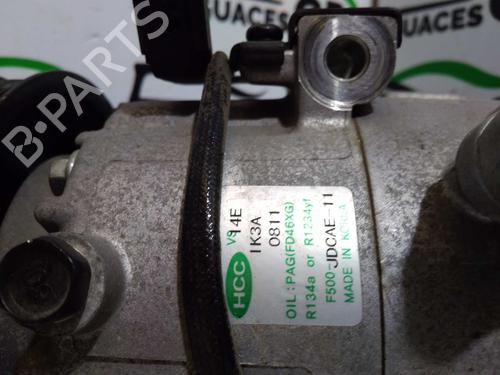 UACES
B-PARTS
HCC
VS14E
1K3A
0811
OIL : PAG(FD46XG)
R134a or R1234yf
F500-JDCAE-11
MADE IN KOREA